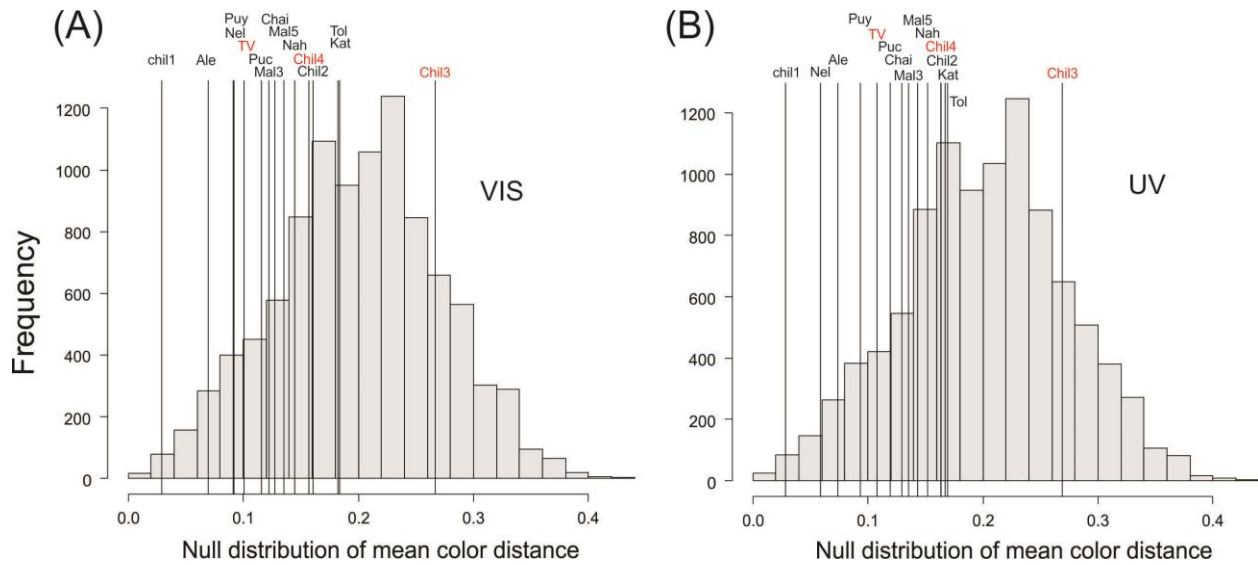 (A)
Puy Chai
Nel Mal5 Tol
TV Nah Kat
chil1 Ale Puc Chil4 Chil3
Mal3 Chil2
1200
1000
800
600
400
200
0
Frequency
VIS
0.0 0.1 0.2 0.3 0.4
Null distribution of mean color distance
(B)
Mal5
Puy Nah
TV Chil4
Ale Puc Chil2
chil1 Nel Chai Kat Chil3
Mal3
Tol
1200
1000
800
600
400
200
0
UV
0.0 0.1 0.2 0.3 0.4
Null distribution of mean color distance